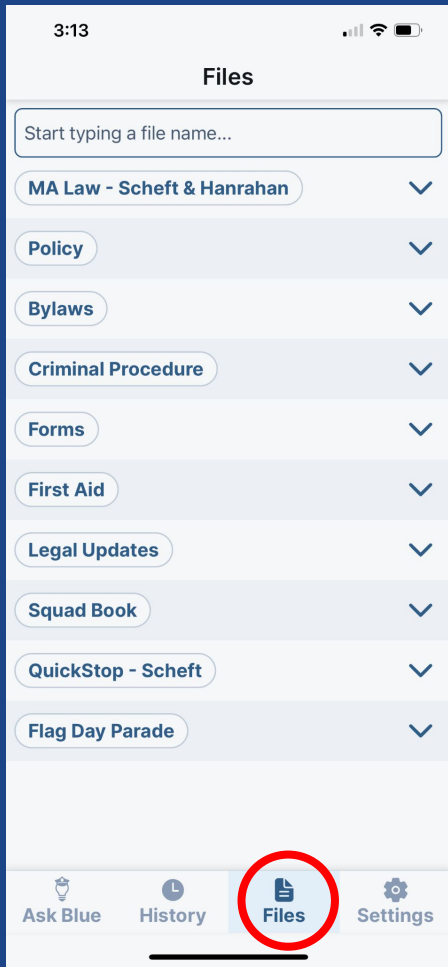 3:13
Files
Start typing a file name...
MA Law - Scheft & Hanrahan
Policy
Bylaws
Criminal Procedure
Forms
First Aid
Legal Updates
Squad Book
QuickStop - Scheft
Flag Day Parade
Ask Blue History Files Settings